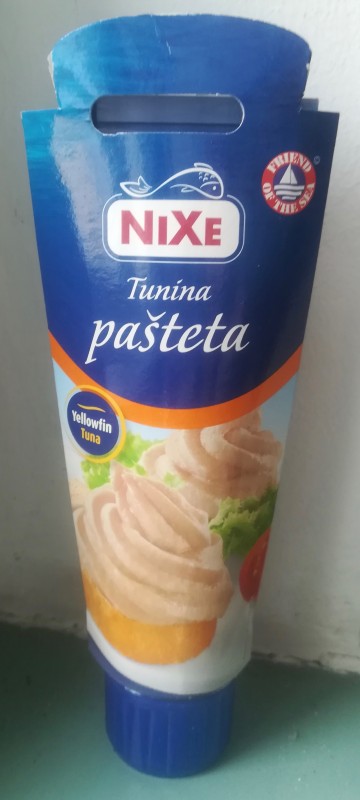 FRIEND
OF THE SEA
NIXE
Tunina
pašteta
Yellowfin
Tuna